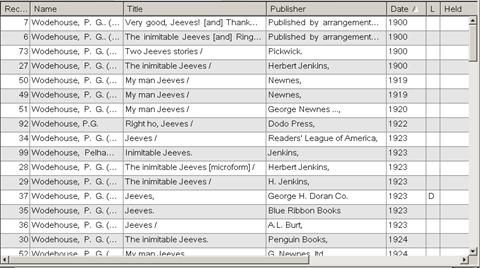 Rec... Name Title Publisher Date L Held
7 Wodehouse, P. G.. (... Very good, Jeeves! [and] Thank... Published by arrangement... 1900
6 Wodehouse, P. G.. (... The inimitable Jeeves [and] Ring... Published by arrangement... 1900
73 Wodehouse, P. G. (... Two Jeeves stories / Pickwick, 1900
27 Wodehouse, P. G. (... The inimitable Jeeves / Herbert Jenkins, 1900
50 Wodehouse, P. G. (... My man Jeeves / Newnes, 1919
49 Wodehouse, P. G. (... My man Jeeves / Newnes, 1919
51 Wodehouse, P. G. (... My man Jeeves / George Newnes ..., 1920
92 Wodehouse, P.G. Right ho, Jeeves / Dodo Press, 1922
34 Wodehouse, P. G. (... Jeeves / Readers' League of America, 1923
99 Wodehouse, Pelha... Inimitable Jeeves. Jenkins, 1923
28 Wodehouse, P. G. (... The inimitable Jeeves [microform] / Herbert Jenkins, 1923
29 Wodehouse, P. G. (... The inimitable Jeeves / H. Jenkins, 1923
37 Wodehouse, P. G. (... Jeeves, George H. Doran Co. 1923 D
35 Wodehouse, P. G. (... Jeeves. Blue Ribbon Books 1923
36 Wodehouse, P. G. (... Jeeves / A.L. Burt, 1923
30 Wodehouse, P. G. (... The inimitable Jeeves. Penguin Books, 1924
52 Wodehouse, P. G. (... My man Jeeves G. Newnes, ltd 1924